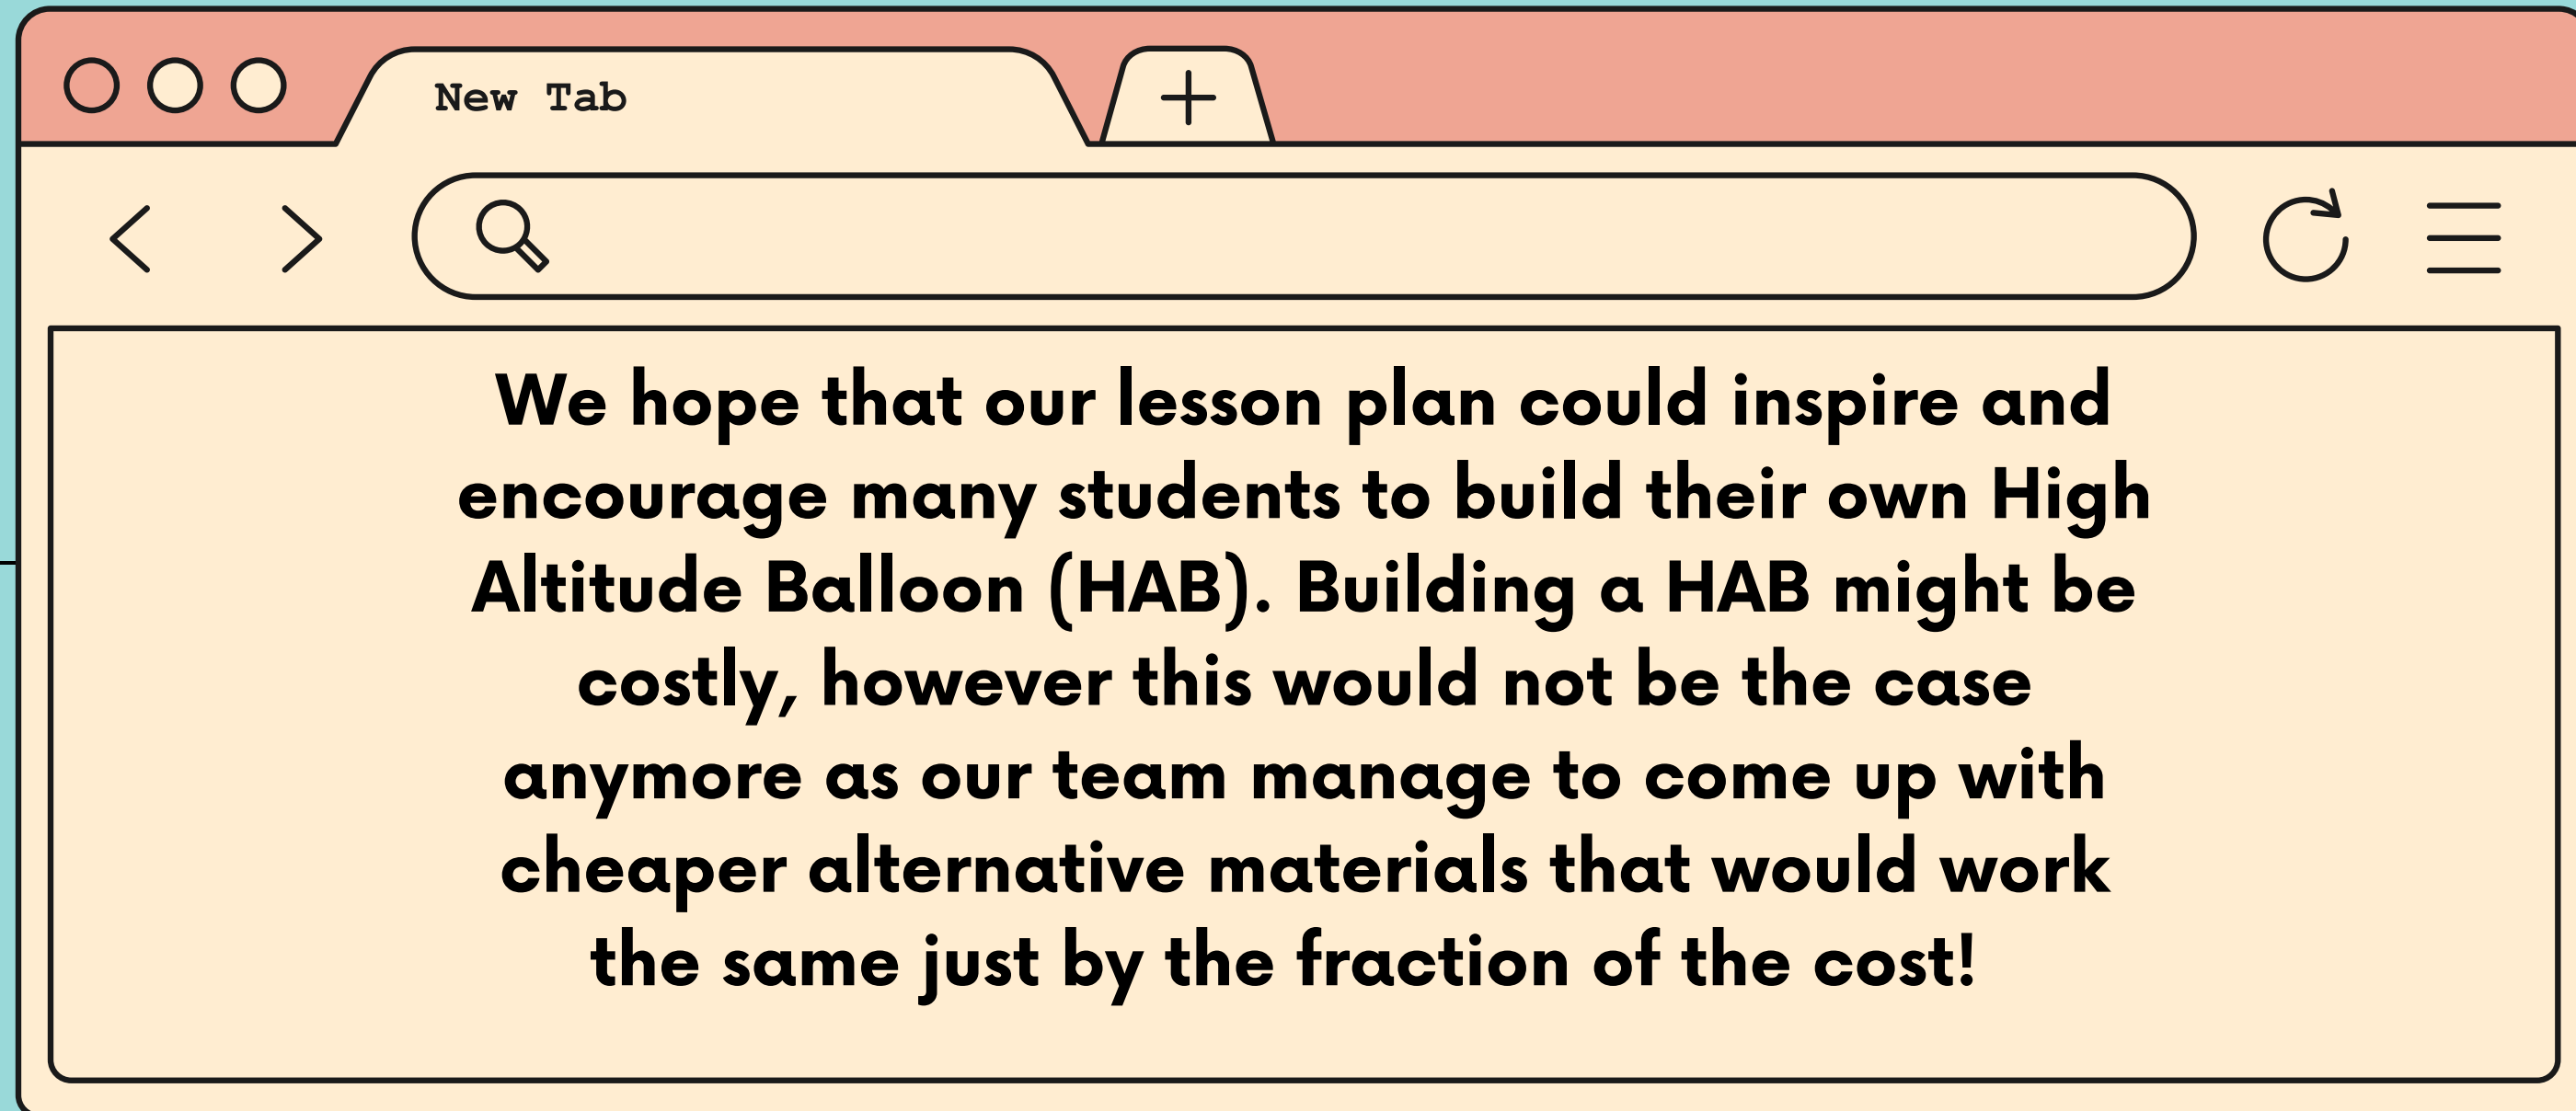 New Tab
We hope that our lesson plan could inspire and
encourage many students to build their own High
Altitude Balloon (HAB). Building a HAB might be
costly, however this would not be the case
anymore as our team manage to come up with
cheaper alternative materials that would work
the same just by the fraction of the cost!